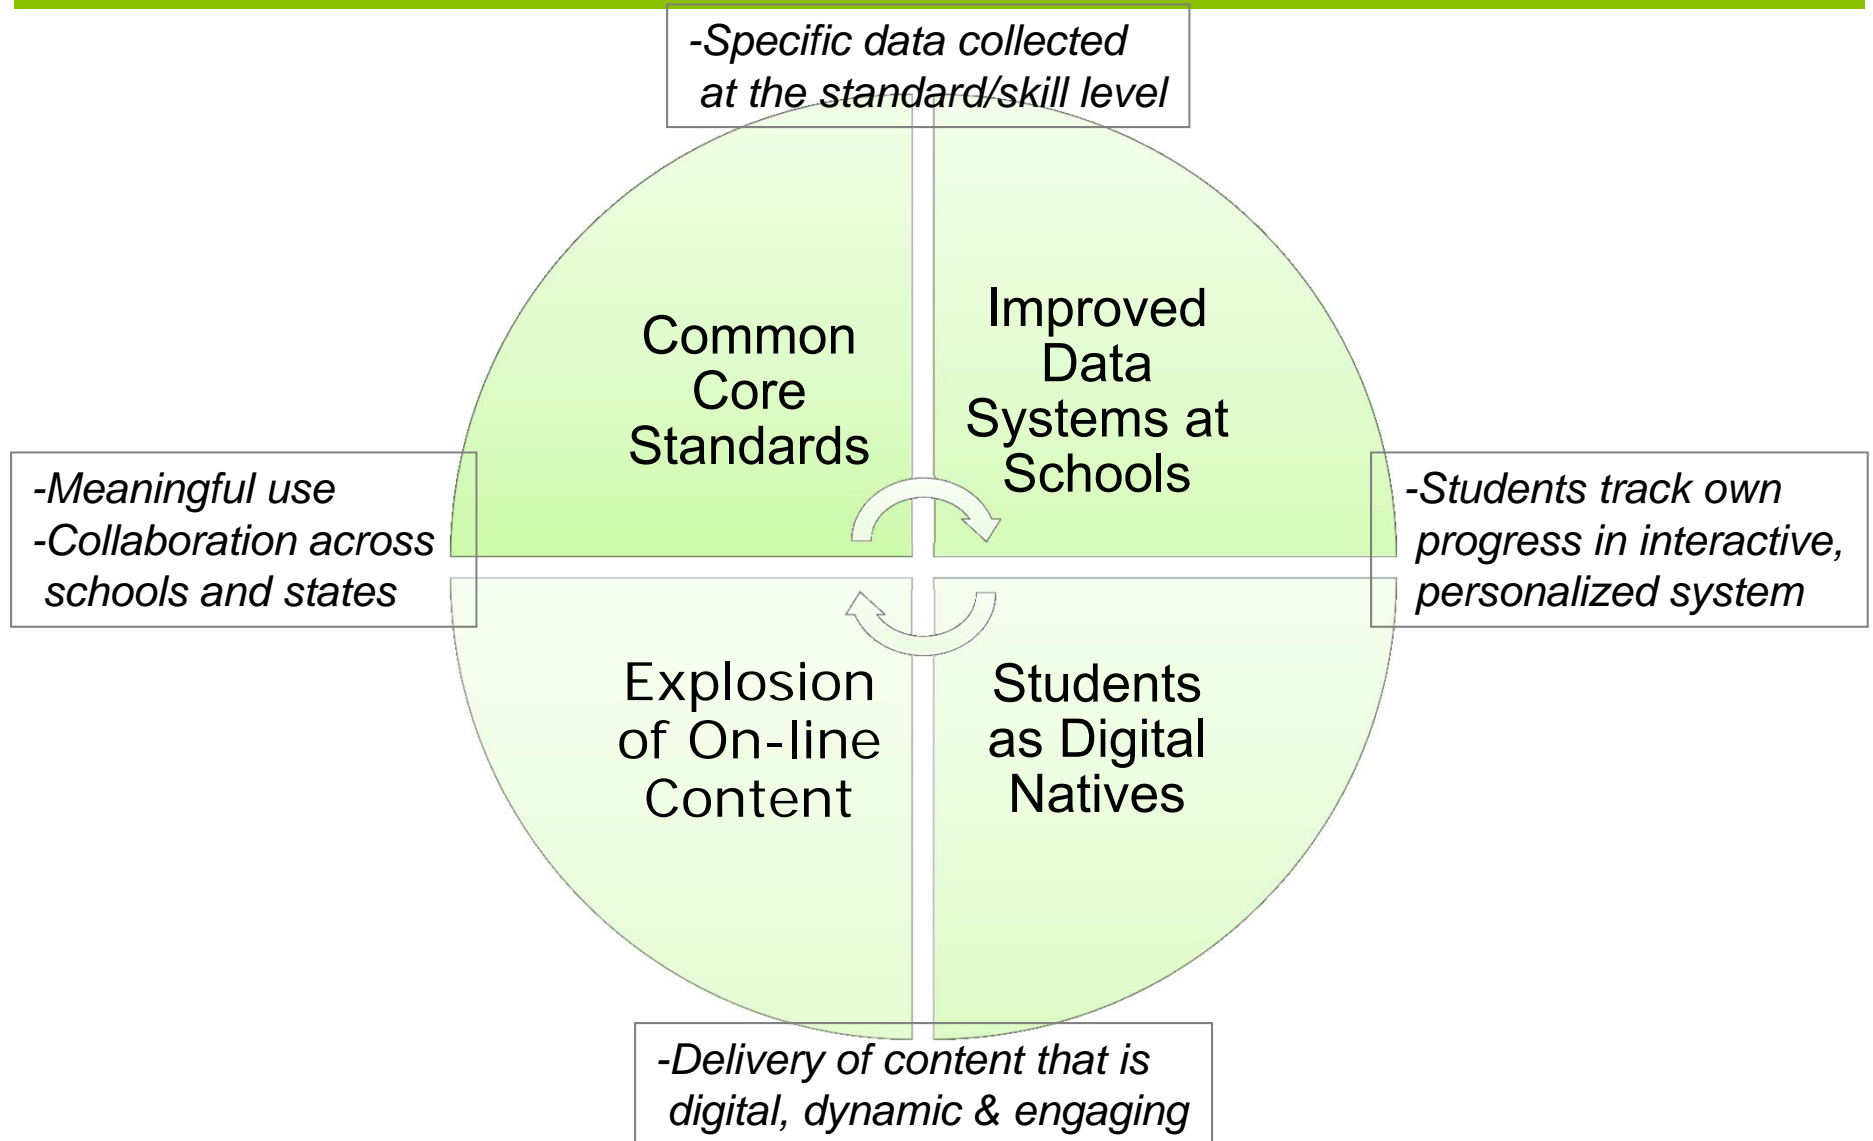 -Specific data collected
at the standard/skill level
Common
Core
Standards
Improved
Data
Systems at
Schools
-Meaningful use
-Collaboration across
schools and states
-Students track own
progress in interactive,
personalized system
Explosion
of On-line
Content
Students
as Digital
Natives
-Delivery of content that is
digital, dynamic & engaging